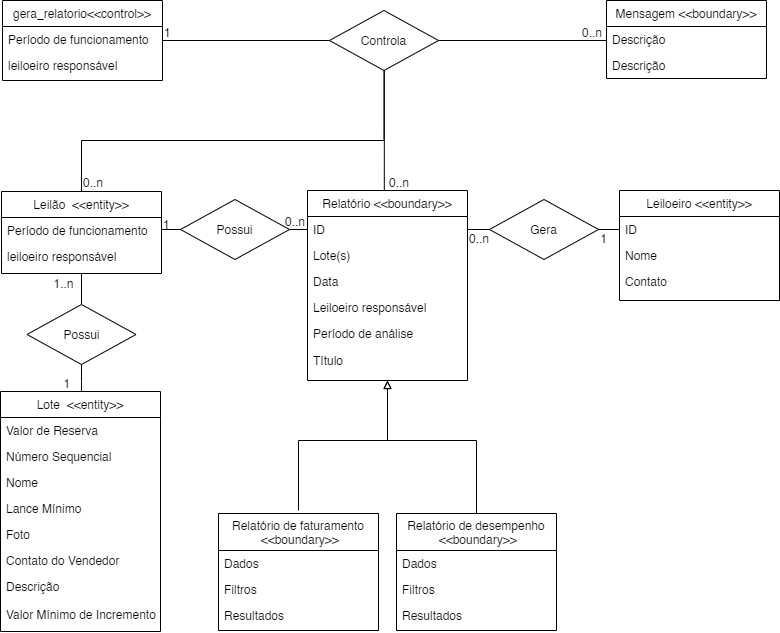 gera_relatorio<<control>>
Período de funcionamento
leiloeiro responsável
1
Controla
0..n
Mensagem <<boundary>>
Descrição
Descrição
0..n
0..n
Leilão <<entity>>
Período de funcionamento
leiloeiro responsável
1
Possui
0..n
Relatório <<boundary>>
ID
Lote(s)
Data
Leiloeiro responsável
Período de análise
Título
0..n
Gera
1
Leiloeiro <<entity>>
ID
Nome
Contato
1..n
Possui
1
Lote <<entity>>
Valor de Reserva
Número Sequencial
Nome
Lance Mínimo
Foto
Contato do Vendedor
Descrição
Valor Mínimo de Incremento
Relatório de faturamento
<<boundary>>
Dados
Filtros
Resultados
Relatório de desempenho
<<boundary>>
Dados
Filtros
Resultados